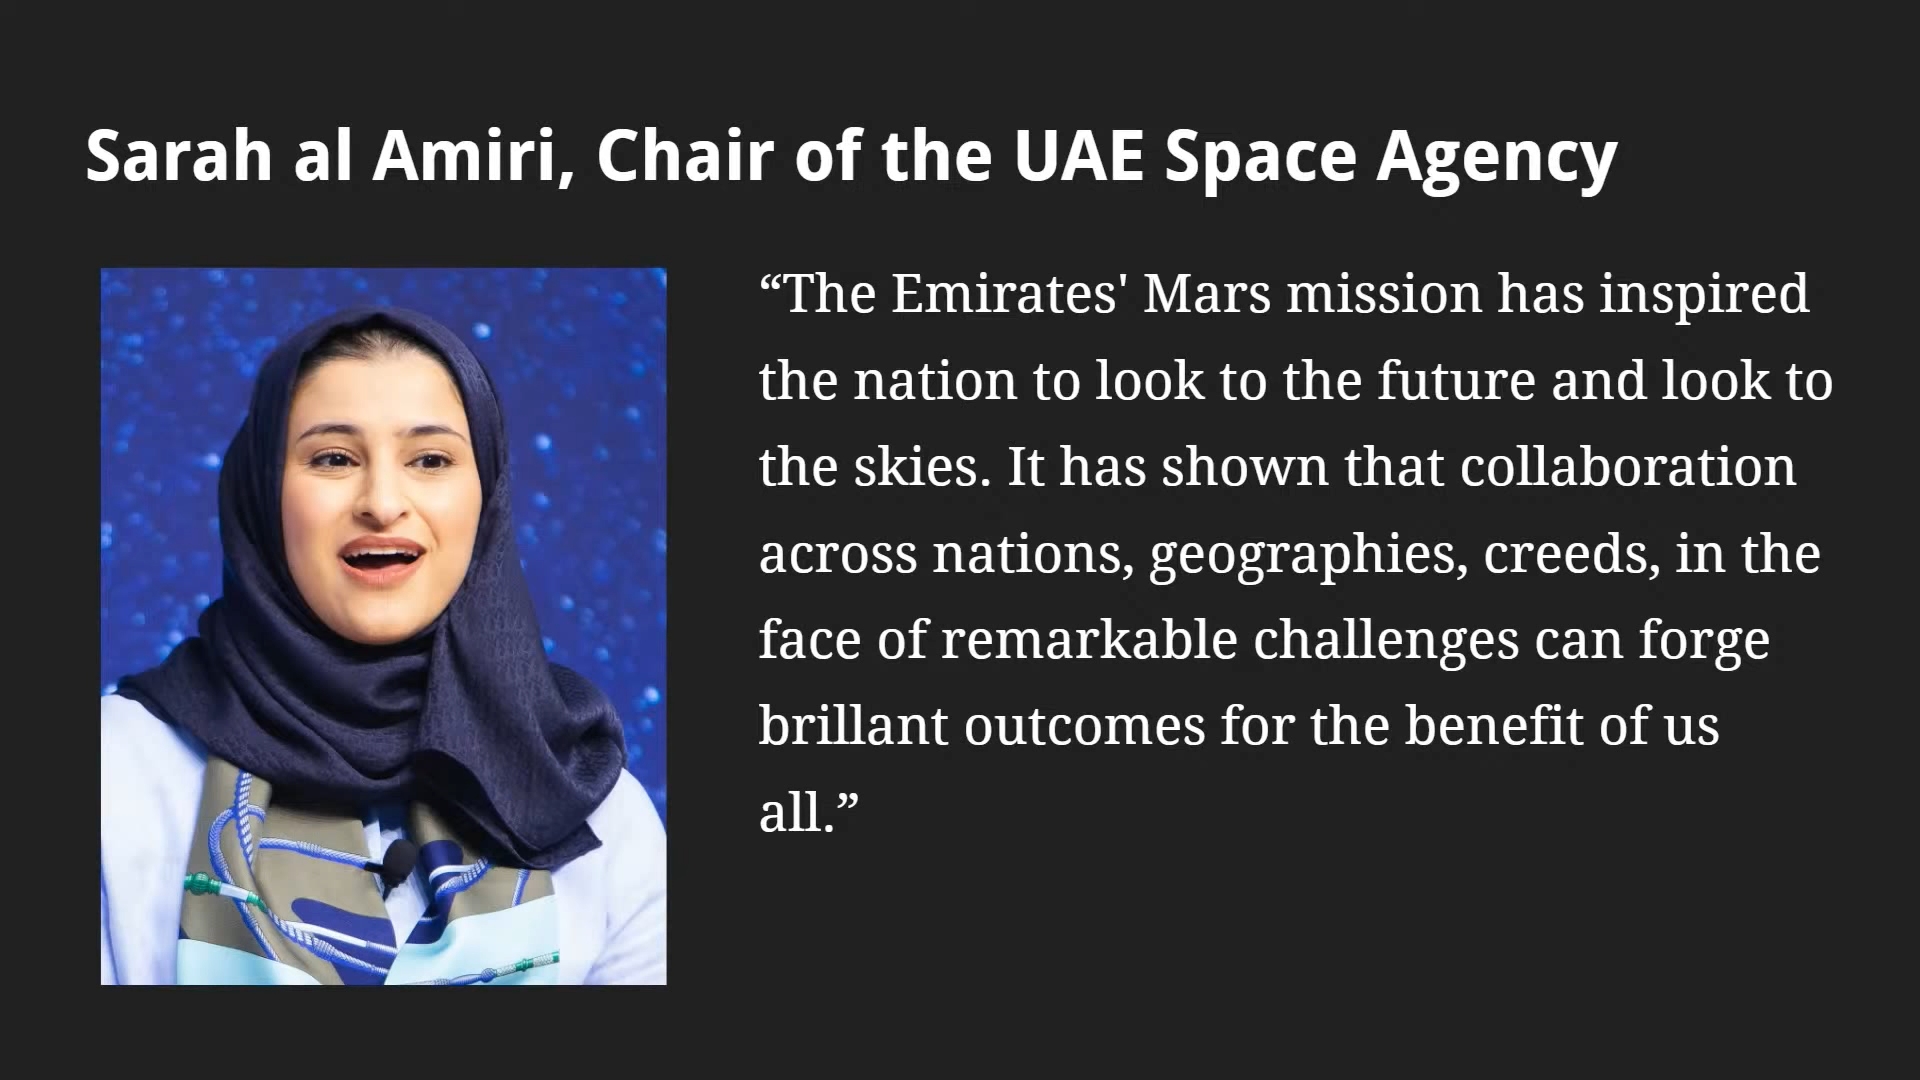 Sarah al Amiri, Chair of the UAE Space Agency
“The Emirates' Mars mission has inspired
the nation to look to the future and look to
the skies. It has shown that collaboration
across nations, geographies, creeds, in the
face of remarkable challenges can forge
brillant outcomes for the benefit of us
all.”